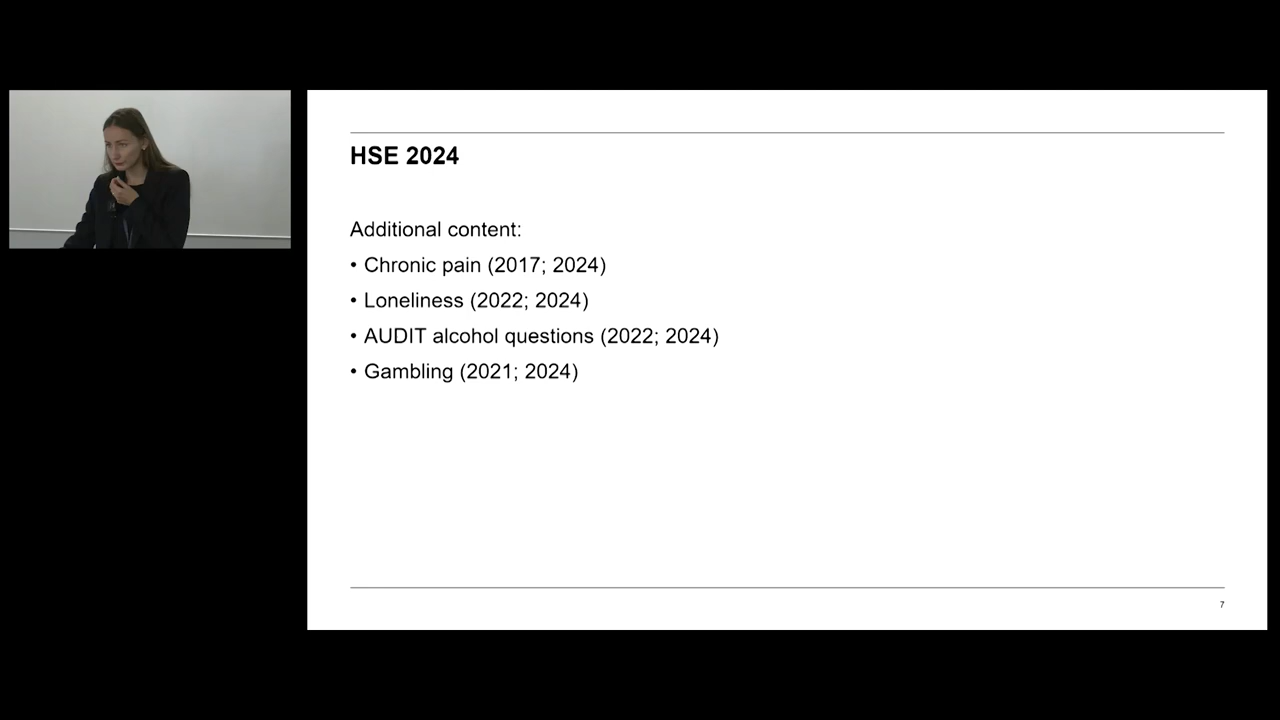 HSE 2024
Additional content:
• Chronic pain (2017; 2024)
• Loneliness (2022; 2024)
• AUDIT alcohol questions (2022; 2024)
• Gambling (2021; 2024)
7